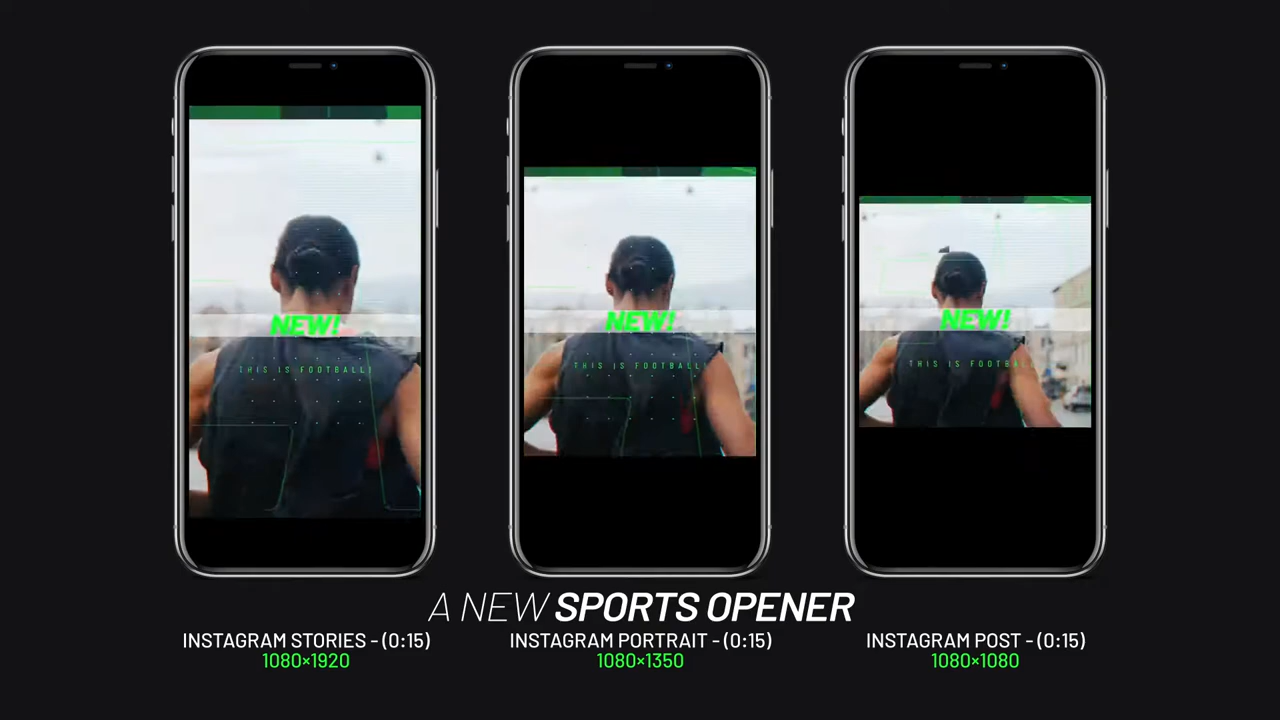 NEW!
THIS IS FOOTBALL!
NEW!
THIS IS FOOTBALL!
NEW!
THIS IS FOOTBALL
A NEW SPORTS OPENER
INSTAGRAM STORIES - (0:15)
1080×1920
INSTAGRAM PORTRAIT - (0:15)
1080×1350
INSTAGRAM POST - (0:15)
1080×1080